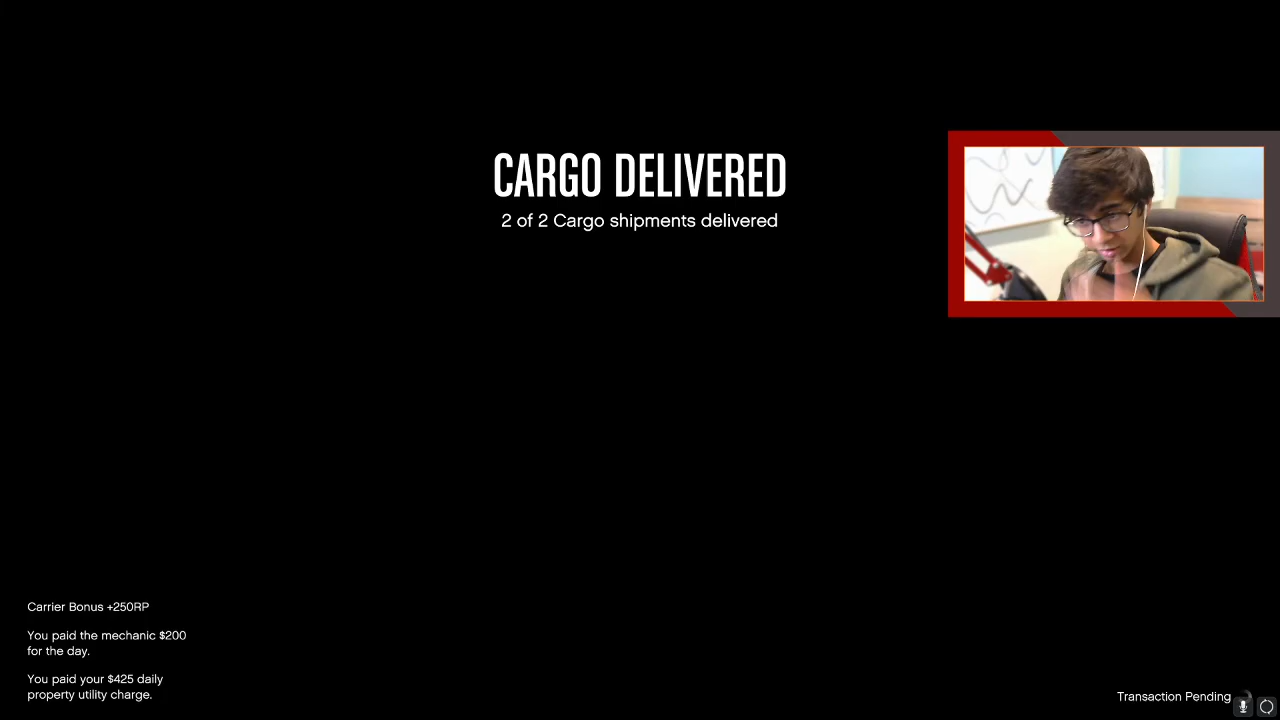 CARGO DELIVERED
2 of 2 Cargo shipments delivered
Carrier Bonus +250RP
You paid the mechanic $200
for the day.
You paid your $425 daily
property utility charge.
Transaction Pending